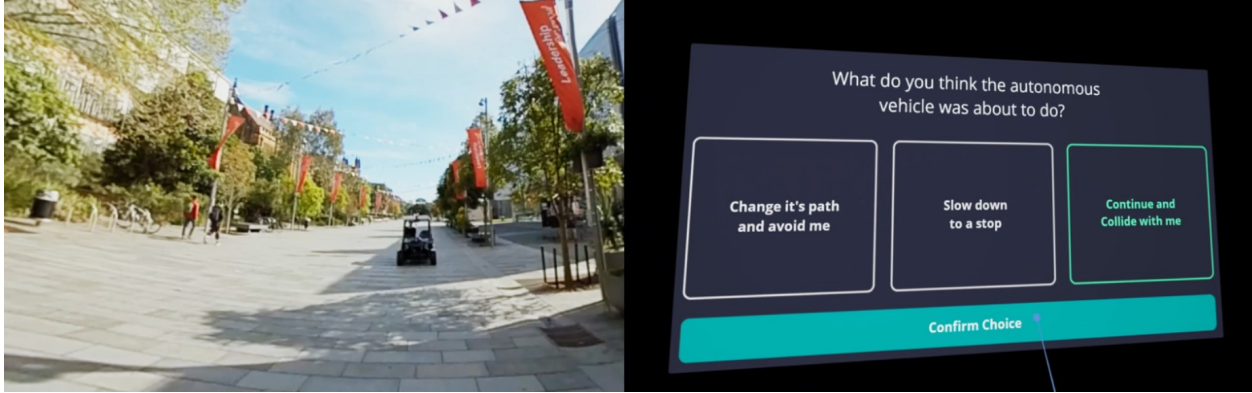 Leadership
What do you think the autonomous
vehicle was about to do?
Change it's path
and avoid me
Slow down
to a stop
Continue and
Collide with me
Confirm Choice